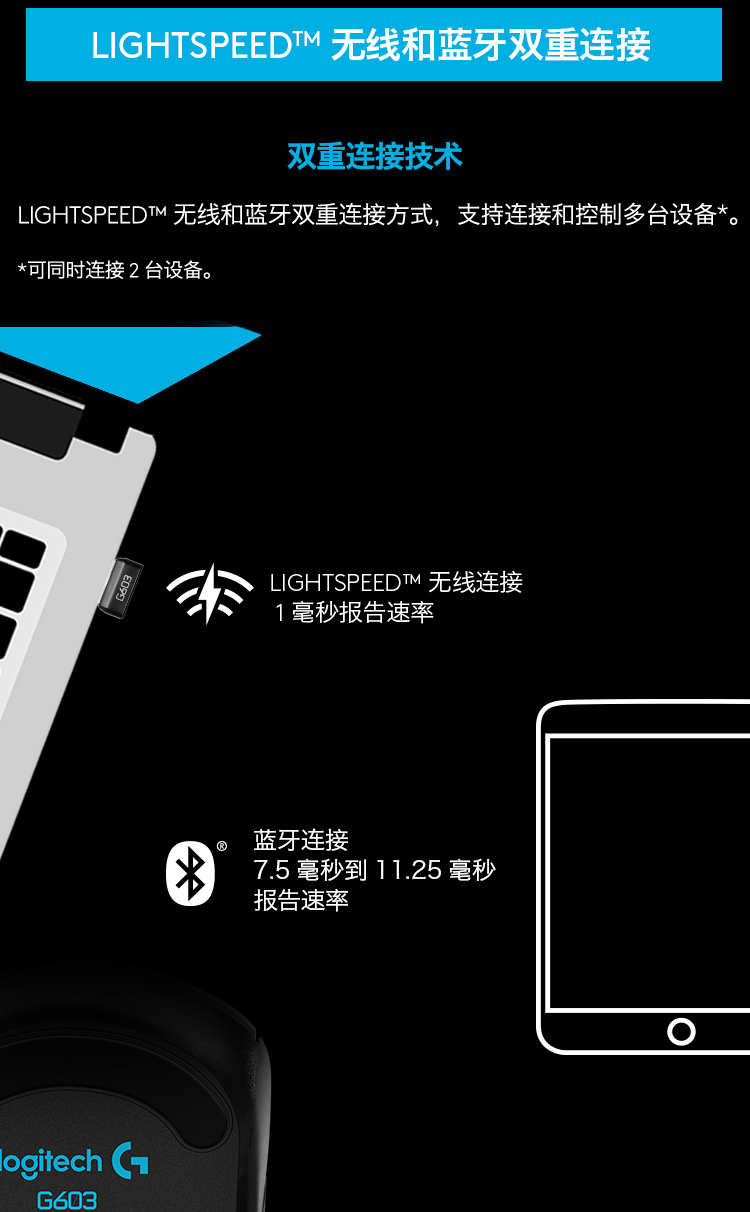 LIGHTSPEED™ 无线和蓝牙双重连接
双重连接技术
LIGHTSPEED™ 无线和蓝牙双重连接方式，支持连接和控制多台设备*。
*可同时连接 2 台设备。
G603
LIGHTSPEED™ 无线连接
1 毫秒报告速率
®
蓝牙连接
7.5 毫秒到 11.25 毫秒
报告速率
logitech G
G603